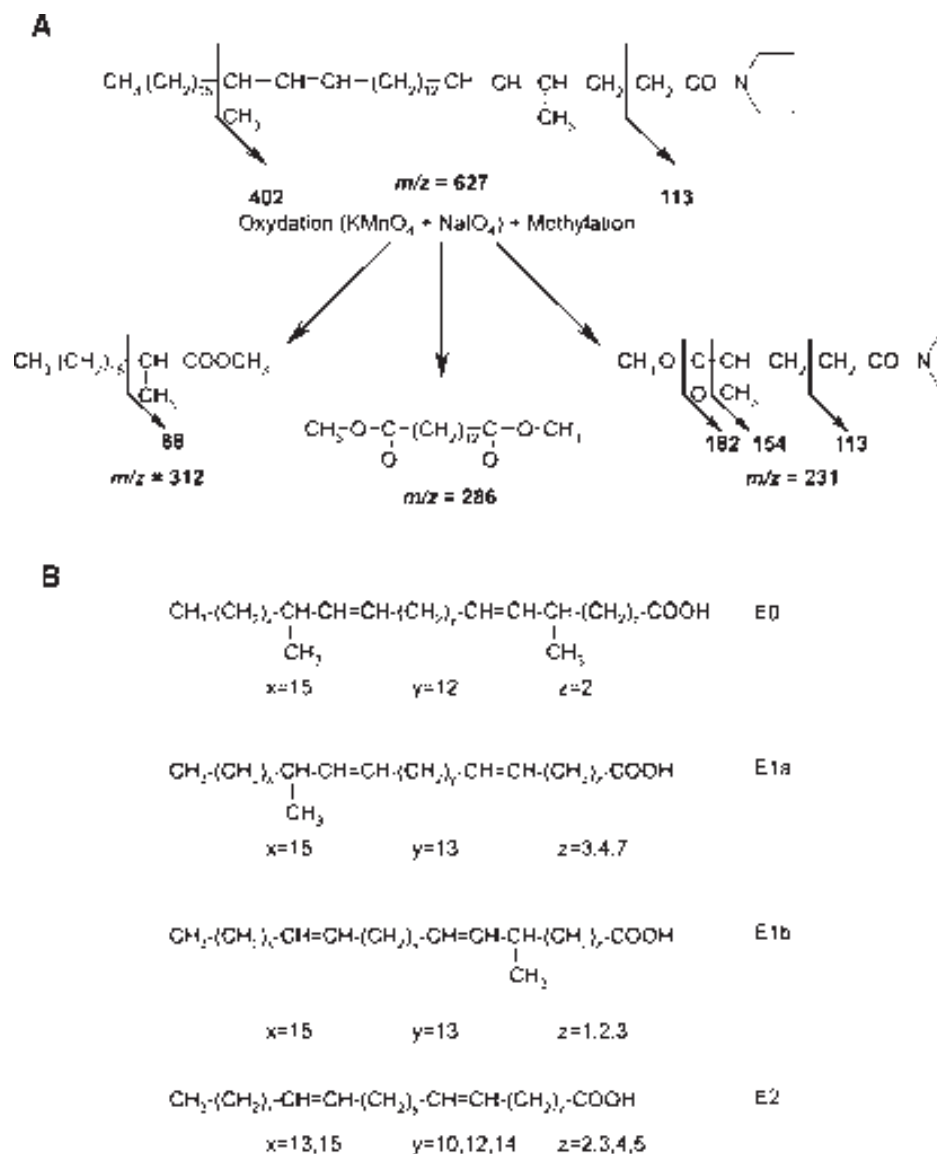 A
CH3(CH2)15-CH-CH-CH-(CH2)12-CH CH CH CH2 CH2 CO N
CH3 CH3
402 m/z = 627 113
Oxydation (KMnO4 + NaIO4) + Methylation
CH3(CH2) CH COOCH3
CH3
88
m/z = 312
CH3-O-C-(CH2)12-C-O-CH3
O O
m/z = 286
CH3O C CH CH2 CH2 CO N
O CH3
182 154 113
m/z = 231
B
CH3-(CH2)x-CH-CH=CH-(CH2)y-CH=CH-CH-(CH2)z-COOH E0
CH3 CH3
x=15 y=12 z=2
CH3-(CH2)x-CH-CH=CH-(CH2)y-CH=CH-(CH2)z-COOH E1a
CH3
x=15 y=13 z=3.4.7
CH3-(CH2)x-CH=CH-(CH2)y-CH=CH-CH-(CH2)z-COOH E1b
CH3
x=15 y=13 z=1.2.3
CH3-(CH2)x-CH=CH-(CH2)y-CH=CH-(CH2)z-COOH E2
x=13,15 y=10,12,14 z=2.3,4,5